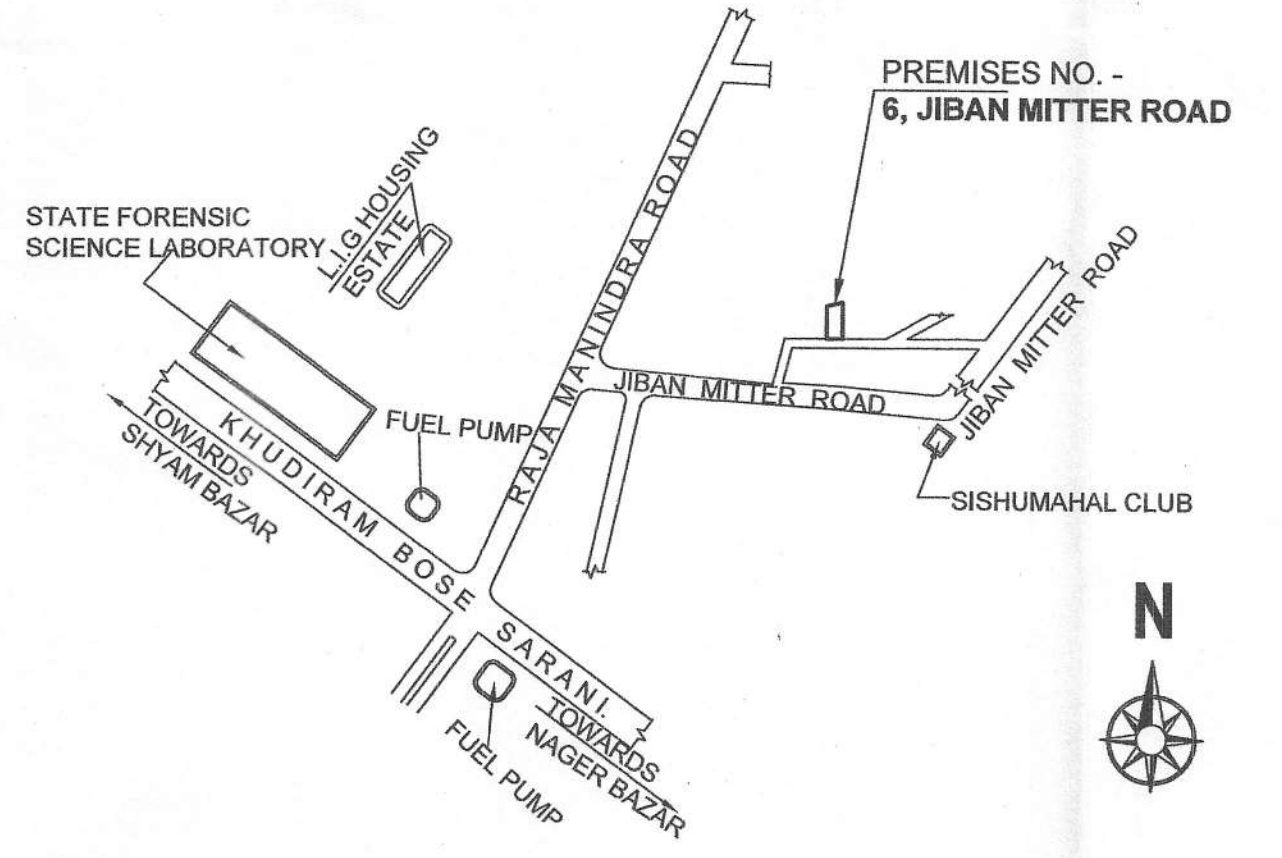 PREMISES NO. -
6, JIBAN MITTER ROAD
STATE FORENSIC
SCIENCE LABORATORY
L.I.G HOUSING
ESTATE
RAJA MANINDRA ROAD
JIBAN MITTER ROAD
JIBAN MITTER ROAD
FUEL PUMP
KHUDIRAM BOSE SARANI.
TOWARDS
SHYAM BAZAR
SISHUMAHAL CLUB
N
FUEL PUMP
TOWARDS
NAGER BAZAR